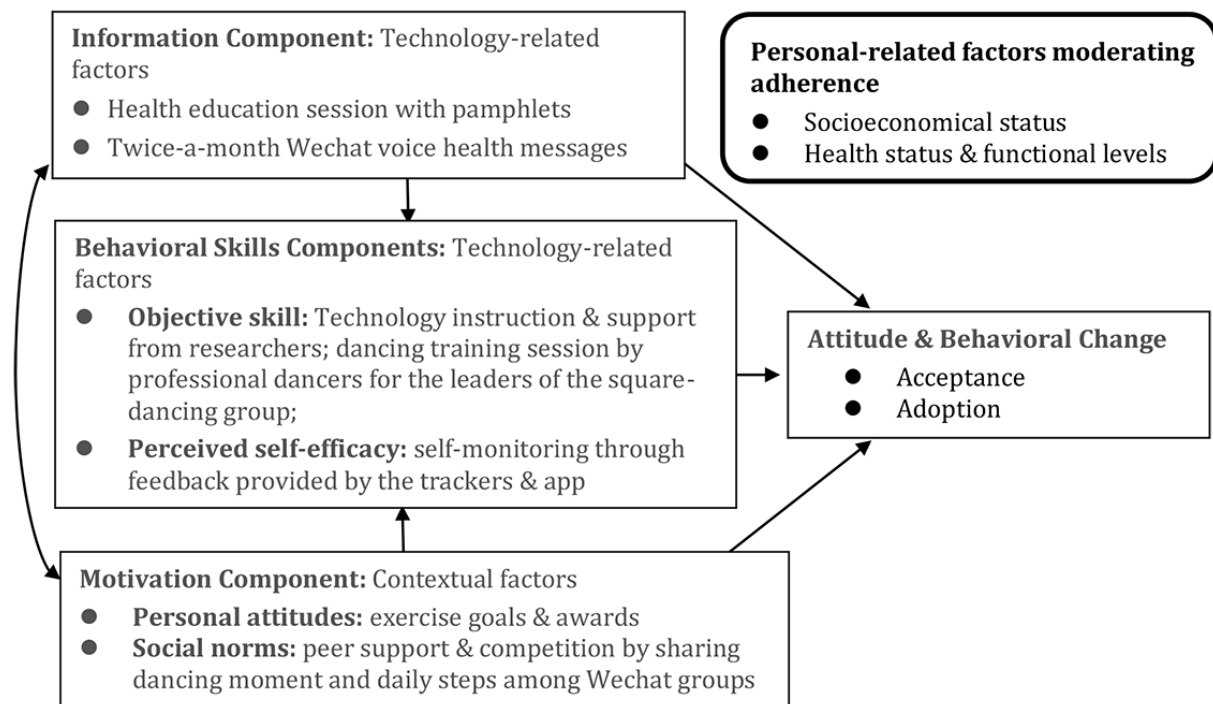 Information Component: Technology-related
factors
● Health education session with pamphlets
● Twice-a-month Wechat voice health messages
Personal-related factors moderating
adherence
● Socioeconomical status
● Health status & functional levels
Behavioral Skills Components: Technology-related
factors
● Objective skill: Technology instruction & support
from researchers; dancing training session by
professional dancers for the leaders of the square-
dancing group;
● Perceived self-efficacy: self-monitoring through
feedback provided by the trackers & app
Attitude & Behavioral Change
● Acceptance
● Adoption
Motivation Component: Contextual factors
● Personal attitudes: exercise goals & awards
● Social norms: peer support & competition by sharing
dancing moment and daily steps among Wechat groups